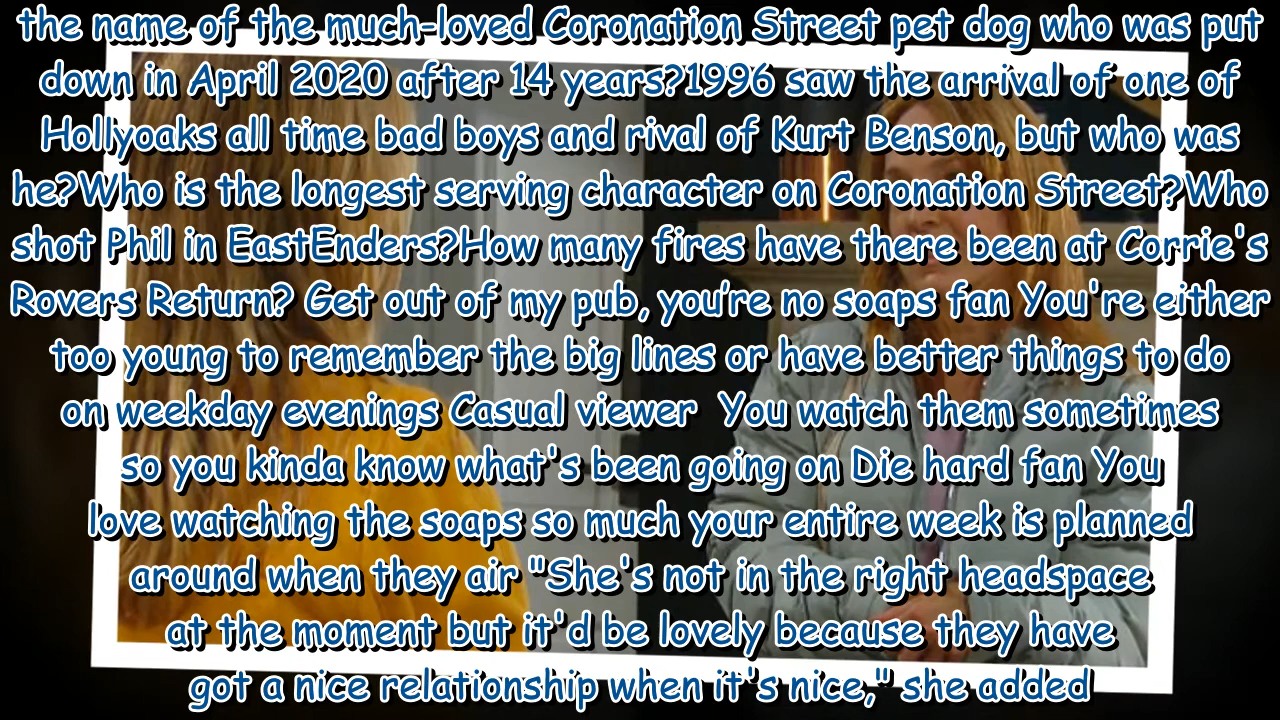 the name of the much-loved Coronation Street pet dog who was put
down in April 2020 after 14 years?1996 saw the arrival of one of
Hollyoaks all time bad boys and rival of Kurt Benson, but who was
he?Who is the longest serving character on Coronation Street?Who
shot Phil in EastEnders?How many fires have there been at Corrie's
Rovers Return? Get out of my pub, you’re no soaps fan You're either
too young to remember the big lines or have better things to do
on weekday evenings Casual viewer  You watch them sometimes
so you kinda know what's been going on Die hard fan You
love watching the soaps so much your entire week is planned
around when they air "She's not in the right headspace
at the moment but it'd be lovely because they have
got a nice relationship when it's nice," she added